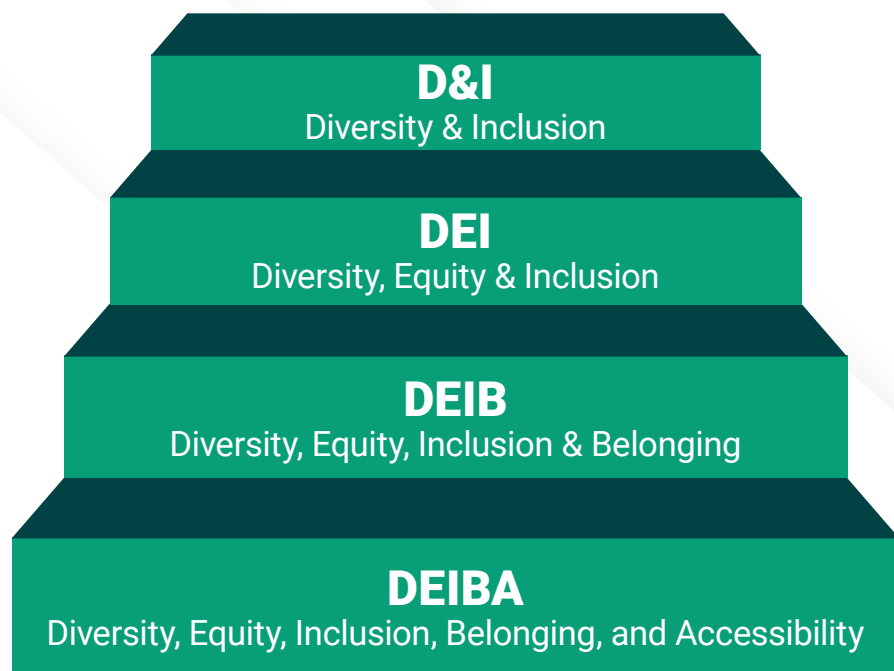 D&I
Diversity & Inclusion
DEI
Diversity, Equity & Inclusion
DEIB
Diversity, Equity, Inclusion & Belonging
DEIBA
Diversity, Equity, Inclusion, Belonging, and Accessibility